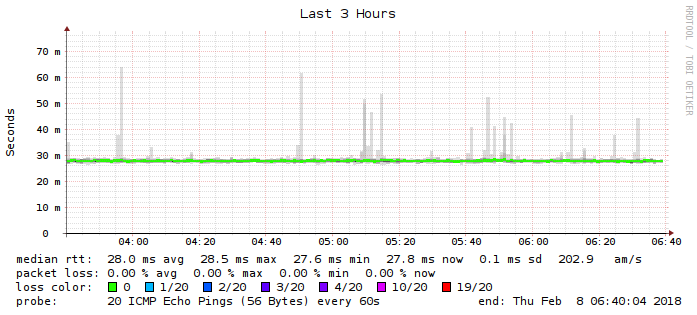 Last 3 Hours
RRDTOOL / TOBI OETIKER
Seconds
70 m
60 m
50 m
40 m
30 m
20 m
10 m
0
04:00 04:20 04:40 05:00 05:20 05:40 06:00 06:20 06:40
median rtt: 28.0 ms avg 28.5 ms max 27.6 ms min 27.8 ms now 0.1 ms sd 202.9 am/s
packet loss: 0.00 % avg 0.00 % max 0.00 % min 0.00 % now
loss color: 0 1/20 2/20 3/20 4/20 10/20 19/20
probe: 20 ICMP Echo Pings (56 Bytes) every 60s end: Thu Feb 8 06:40:04 2018